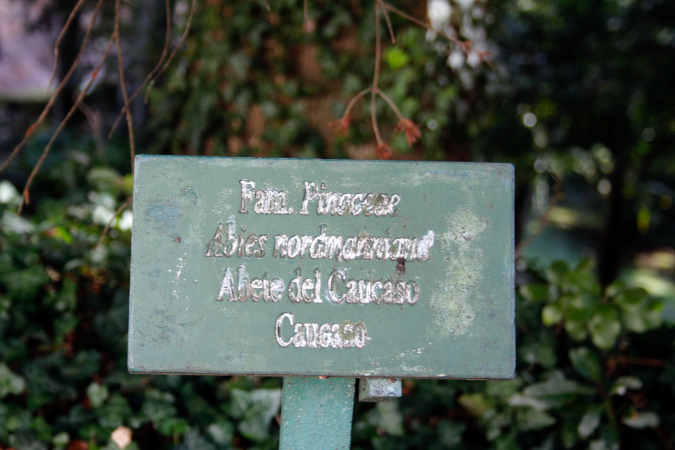 Fam. Pinaceae
Abies nordmanniana
Abete del Caucaso
Caucaso